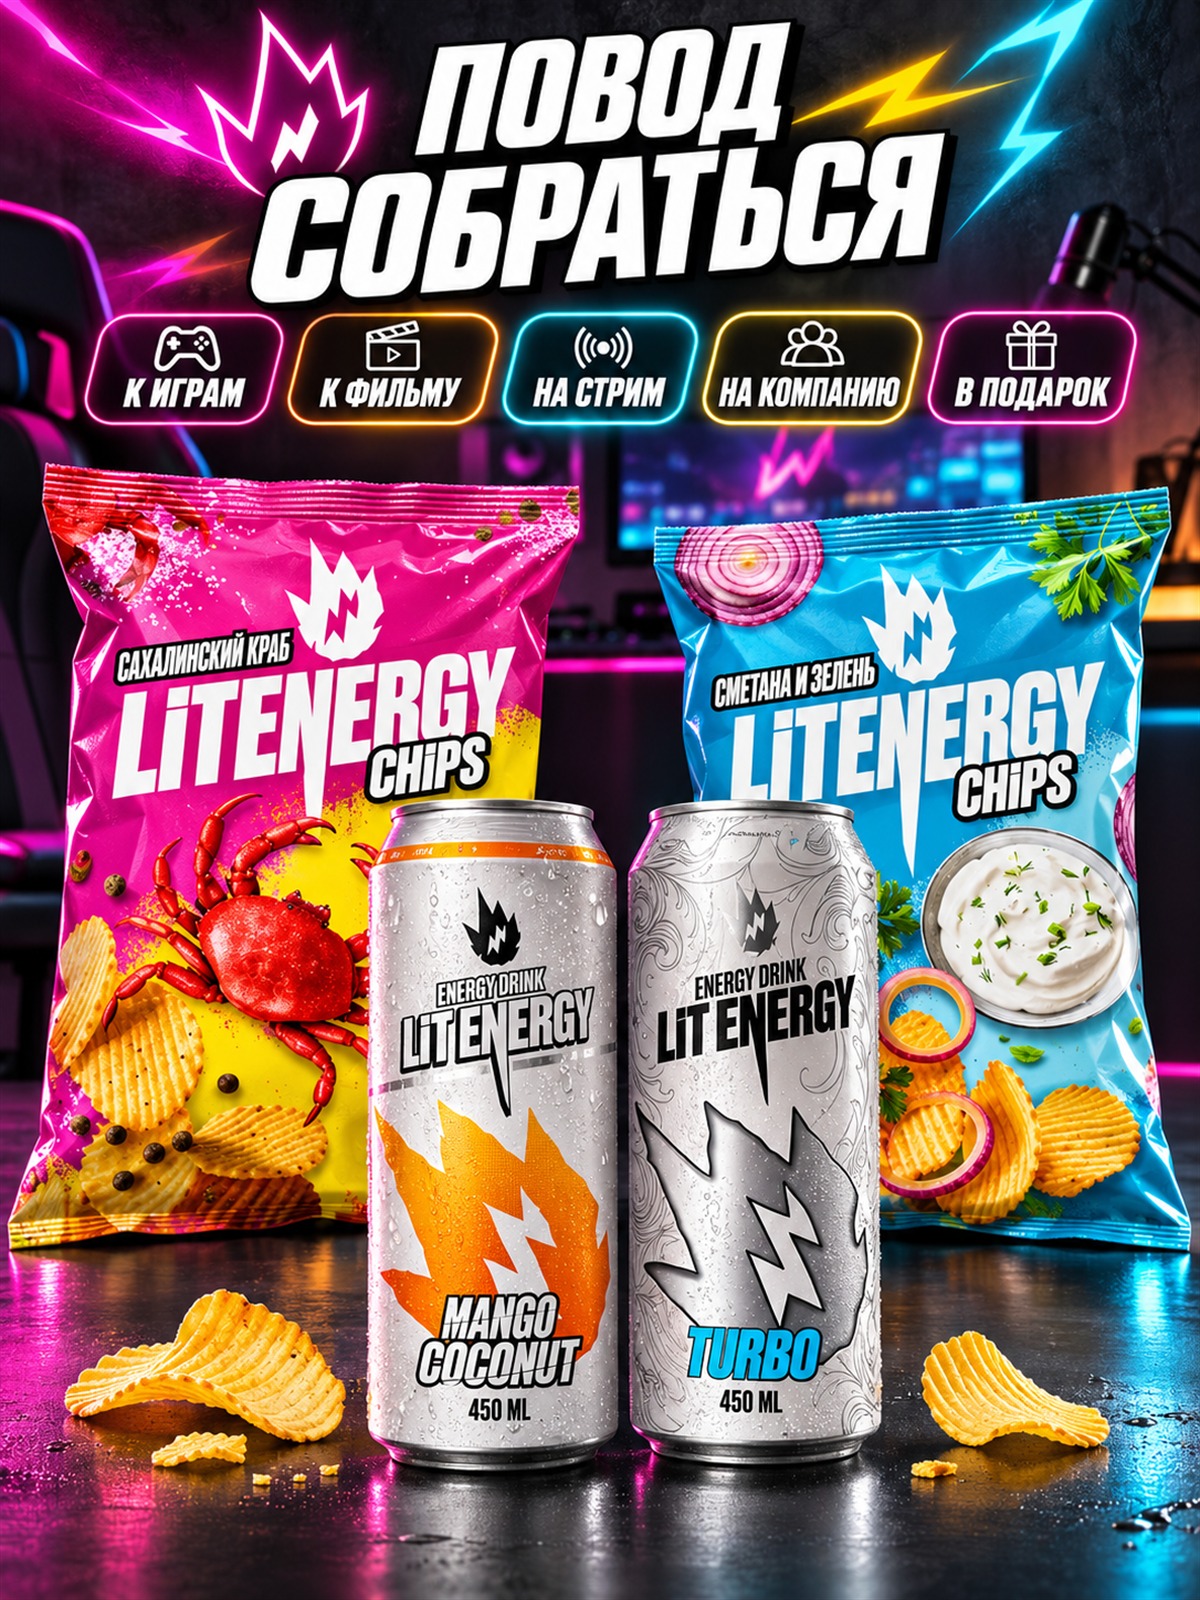 ПОВОД
СОБРАТЬСЯ
К ИГРАМ
К ФИЛЬМУ
НА СТРИМ
НА КОМПАНИЮ
В ПОДАРОК
САХАЛИНСКИЙ КРАБ
LiTENERGY
CHiPS
СМЕТАНА И ЗЕЛЕНЬ
LiTENERGY
CHiPS
ENERGY DRINK
LiT ENERGY
MANGO
COCONUT
450 ML
ENERGY DRINK
LiT ENERGY
TURBO
450 ML